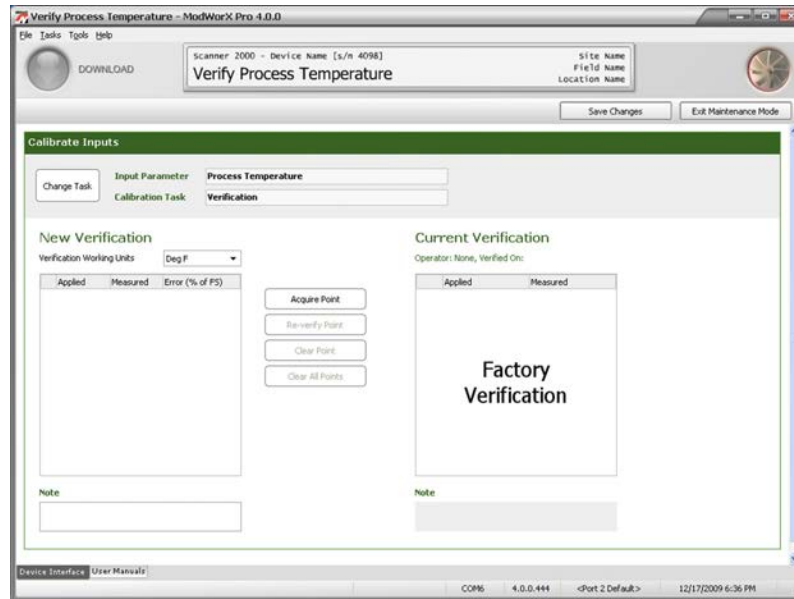 Verify Process Temperature - ModWorX Pro 4.0.0
File Tasks Tools Help
DOWNLOAD
Scanner 2000 - Device Name [s/n 4098]
Verify Process Temperature
Site Name
Field Name
Location Name
Save Changes
Exit Maintenance Mode
Calibrate Inputs
Change Task
Input Parameter Process Temperature
Calibration Task Verification
New Verification
Verification Working Units Deg F
Applied Measured Error (% of FS)
Acquire Point
Re-verify Point
Clear Point
Clear All Points
Note
Current Verification
Operator: None, Verified On:
Applied Measured
Factory
Verification
Note
Device Interface User Manuals
COM6 4.0.0.444 <Port 2 Default> 12/17/2009 6:36 PM